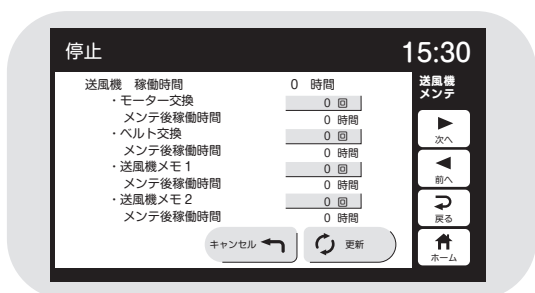 停止
15:30
送風機 稼働時間 0 時間
・モーター交換 0 回
メンテ後稼働時間 0 時間
・ベルト交換 0 回
メンテ後稼働時間 0 時間
・送風機メモ1 0 回
メンテ後稼働時間 0 時間
・送風機メモ2 0 回
メンテ後稼働時間 0 時間
キャンセル
更新
送風機
メンテ
次へ
前へ
戻る
ホーム